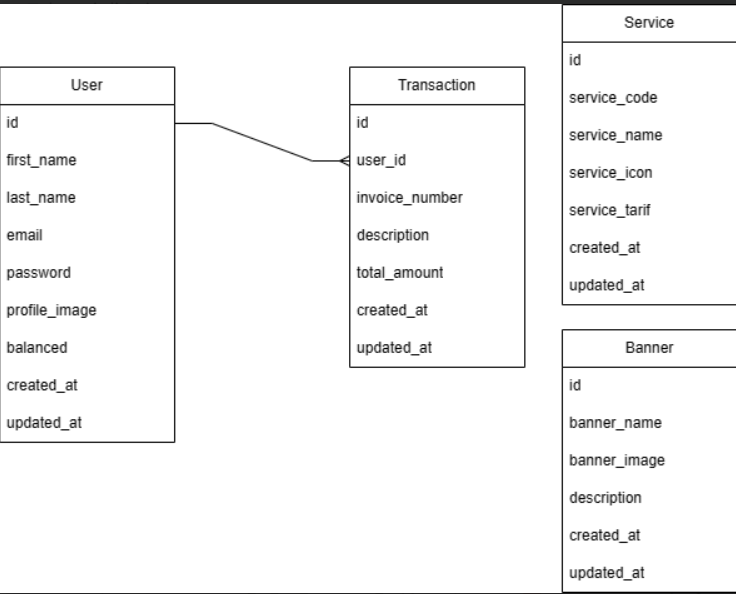 User
id
first_name
last_name
email
password
profile_image
balanced
created_at
updated_at
Transaction
id
user_id
invoice_number
description
total_amount
created_at
updated_at
Service
id
service_code
service_name
service_icon
service_tarif
created_at
updated_at
Banner
id
banner_name
banner_image
description
created_at
updated_at